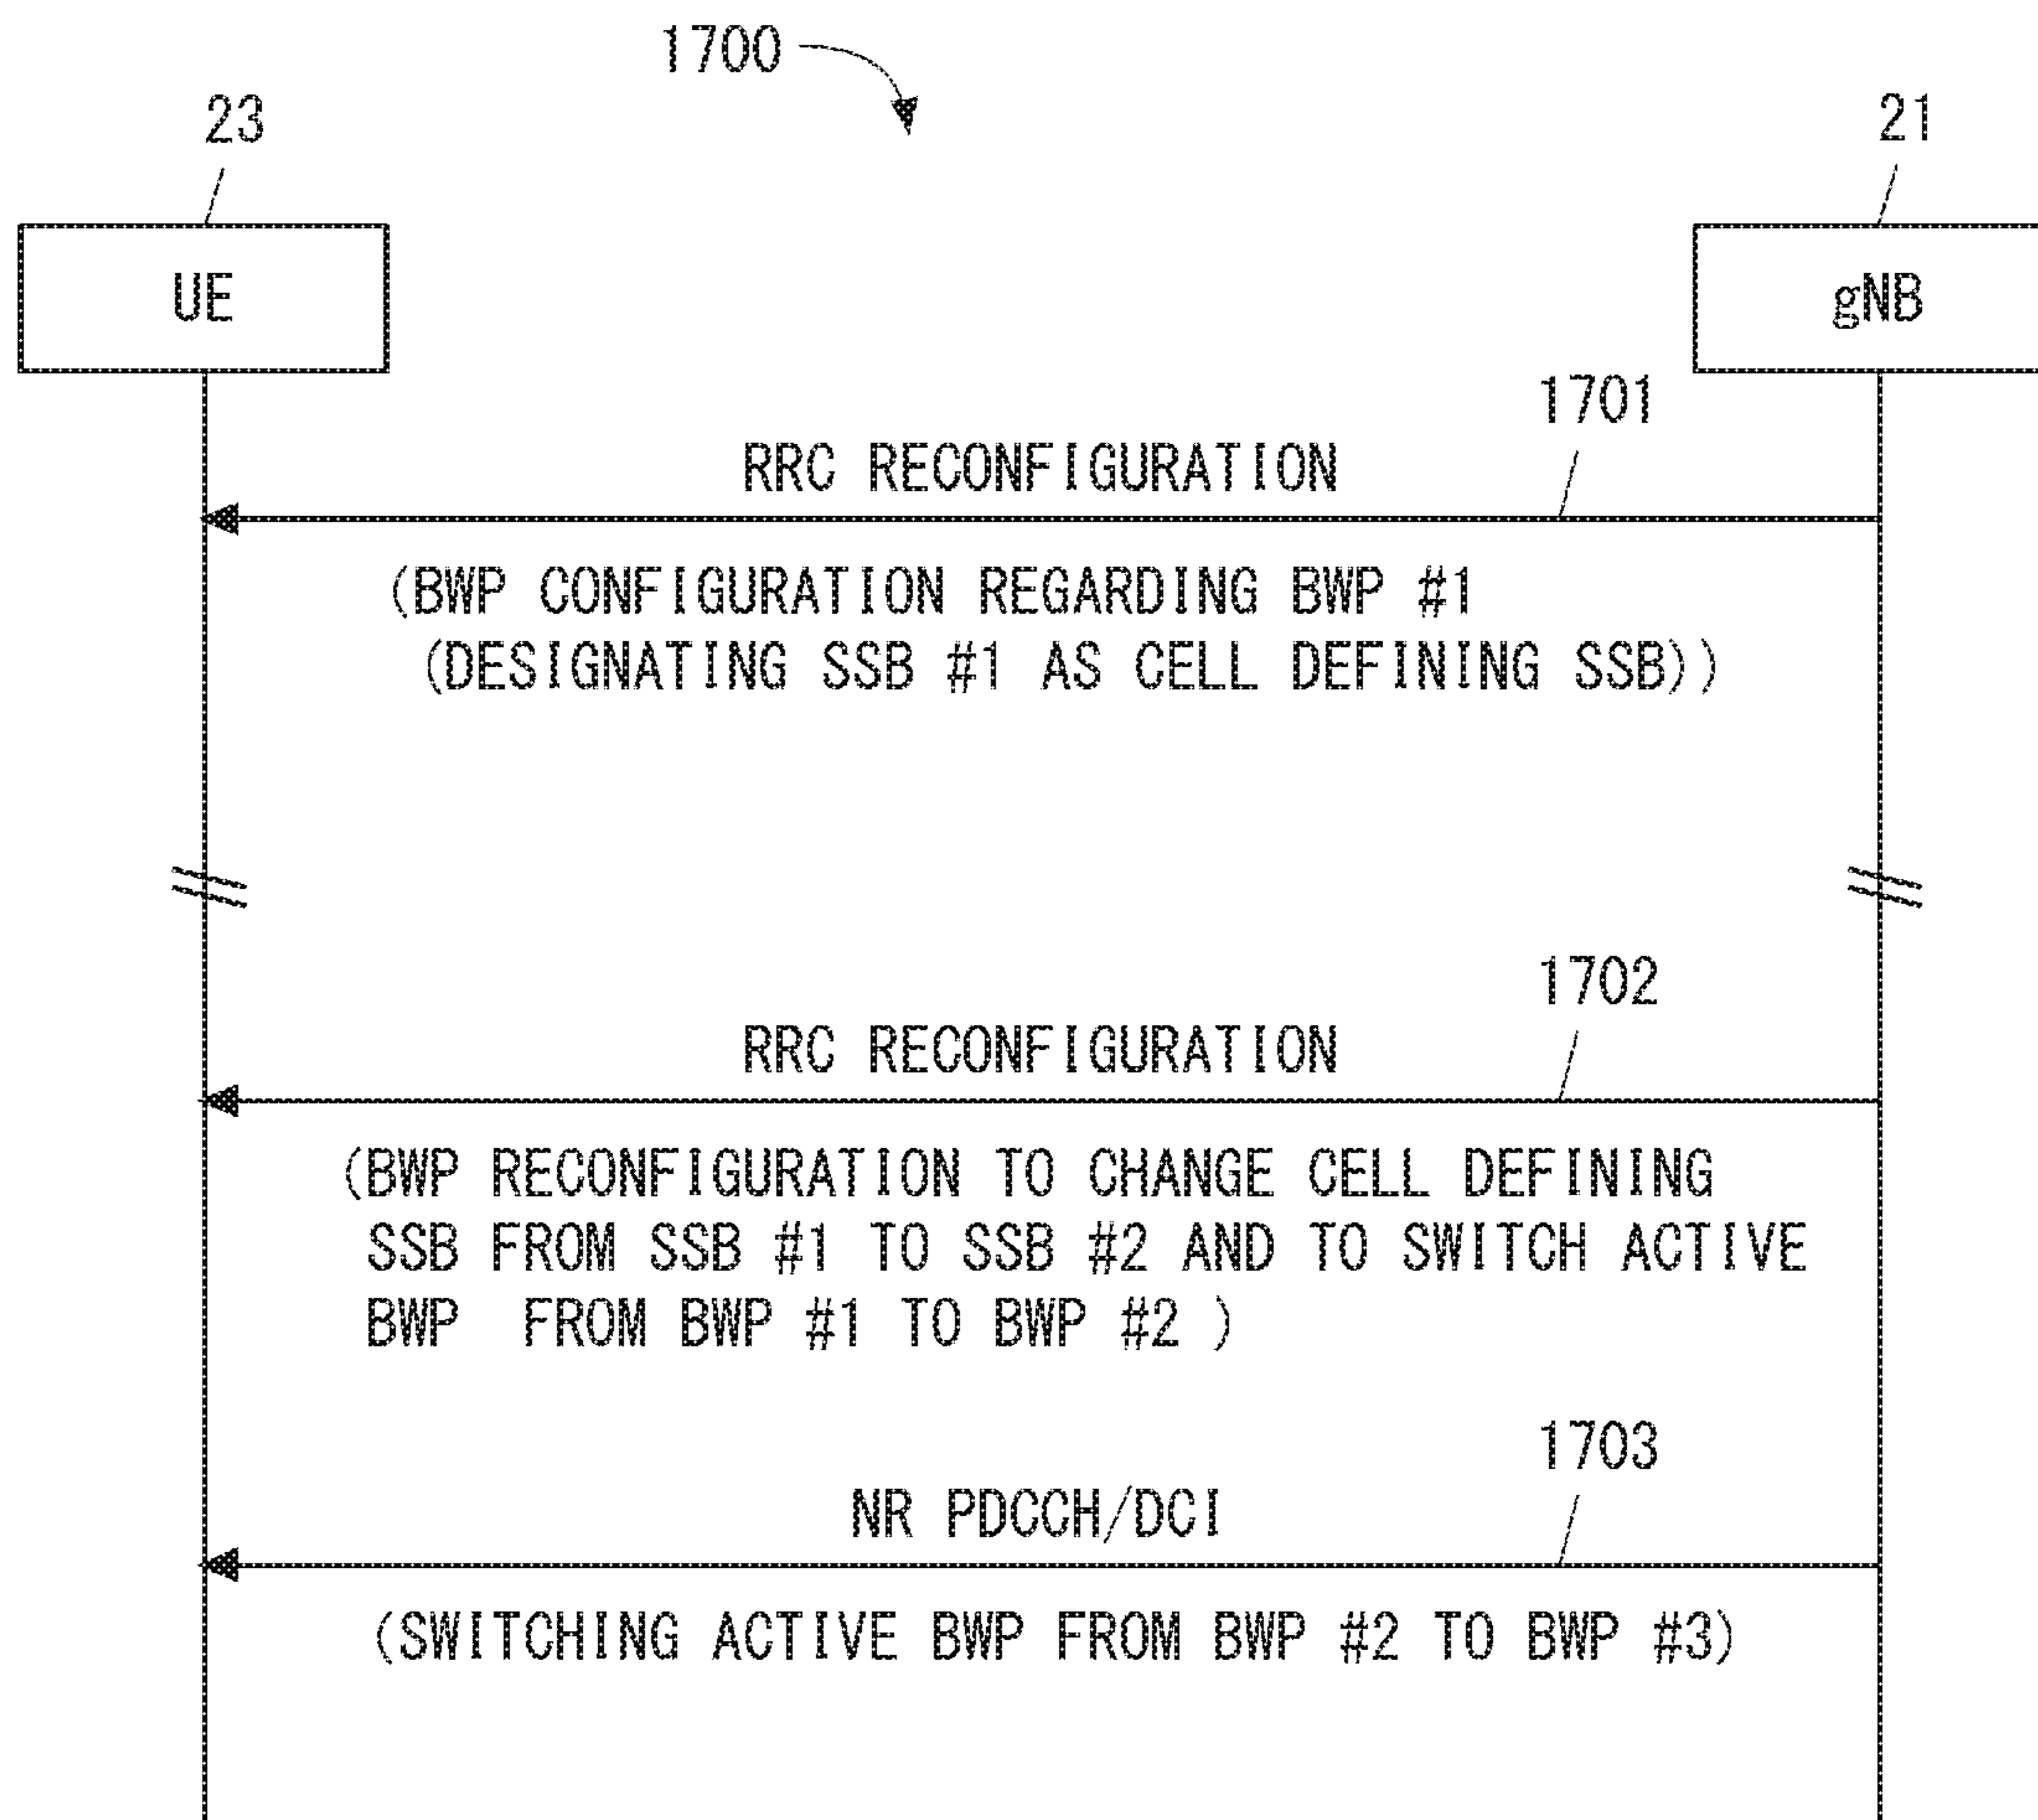 1700
23
21
UE
gNB
1701
RRC RECONFIGURATION
(BWP CONFIGURATION REGARDING BWP #1
(DESIGNATING SSB #1 AS CELL DEFINING SSB))
1702
RRC RECONFIGURATION
(BWP RECONFIGURATION TO CHANGE CELL DEFINING
SSB FROM SSB #1 TO SSB #2 AND TO SWITCH ACTIVE
BWP FROM BWP #1 TO BWP #2 )
1703
NR PDCCH/DCI
(SWITCHING ACTIVE BWP FROM BWP #2 TO BWP #3)